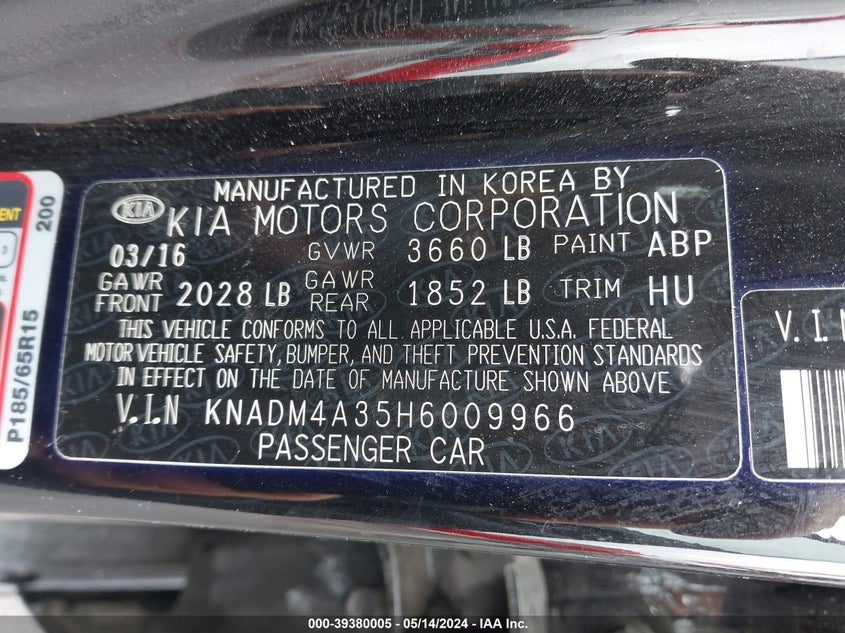 MANUFACTURED IN KOREA BY
KIA KIA MOTORS CORPORATION
03/16 GVWR 3660 LB PAINT ABP
GAWR FRONT 2028 LB GAWR REAR 1852 LB TRIM HU
THIS VEHICLE CONFORMS TO ALL APPLICABLE U.S.A. FEDERAL
MOTOR VEHICLE SAFETY, BUMPER, AND THEFT PREVENTION STANDARDS
IN EFFECT ON THE DATE OF MANUFACTURE SHOWN ABOVE
V.I.N KNADM4A35H6009966
PASSENGER CAR
P185/65R15
200
V.I.N
000-39380005 - 05/14/2024 - IAA Inc.